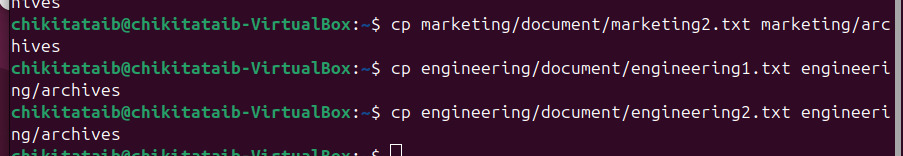 hives
chikitataib@chikitataib-VirtualBox:~$ cp marketing/document/marketing2.txt marketing/arc
hives
chikitataib@chikitataib-VirtualBox:~$ cp engineering/document/engineering1.txt engineeri
ng/archives
chikitataib@chikitataib-VirtualBox:~$ cp engineering/document/engineering2.txt engineeri
ng/archives
chikitataib@chikitataib-VirtualBox:~$